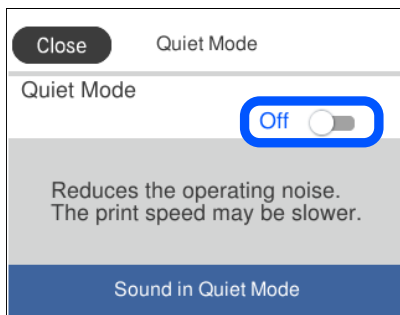 Close
Quiet Mode
Quiet Mode
Off
Reduces the operating noise.
The print speed may be slower.
Sound in Quiet Mode